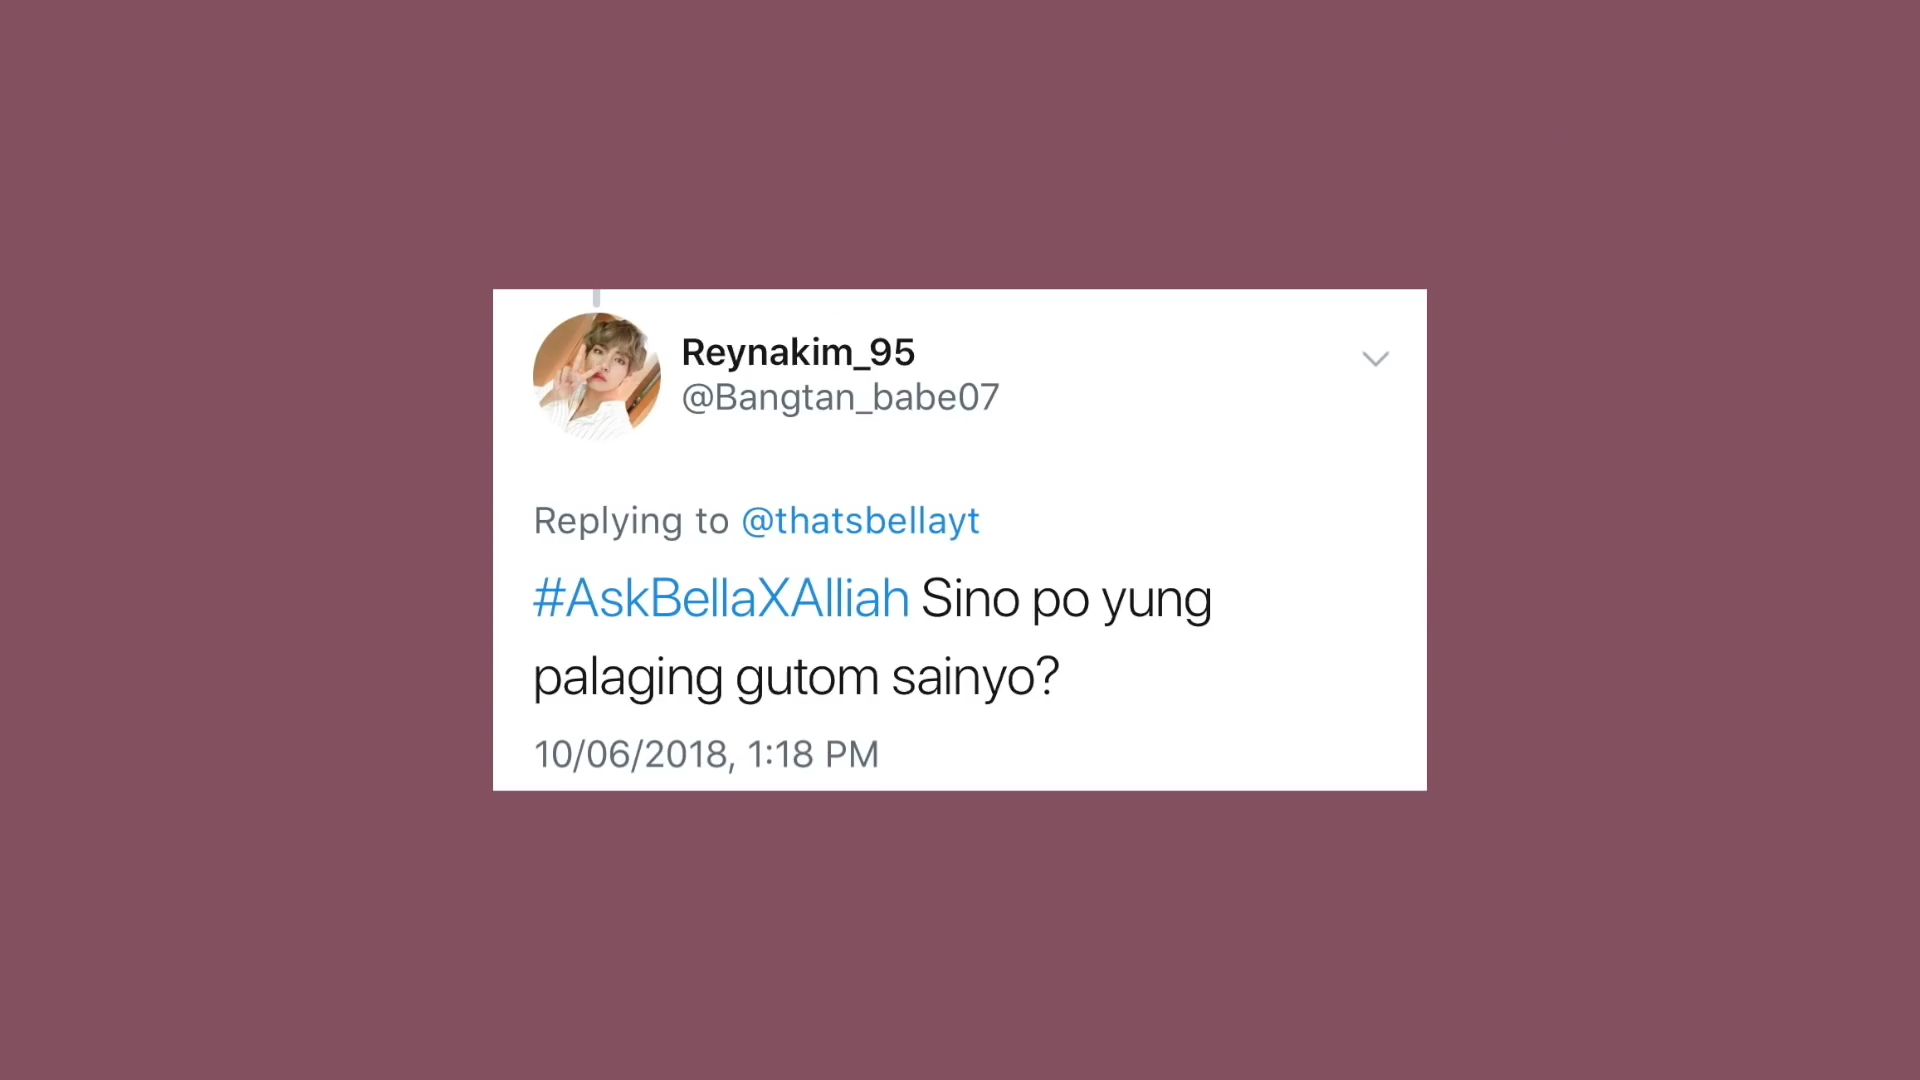 Reynakim_95
@Bangtan_babe07
Replying to @thatsbellayt
#AskBellaXAlliah Sino po yung
palaging gutom sainyo?
10/06/2018, 1:18 PM